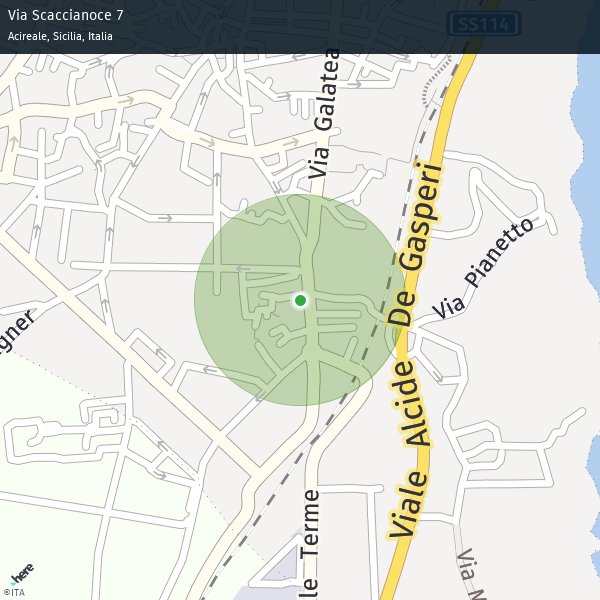 Via Scaccianoce 7
Acireale, Sicilia, Italia
SS114
Via Galatea
Viale Alcide De Gasperi
Via Pianetto
gner
le Terme
Via M
here
©ITA